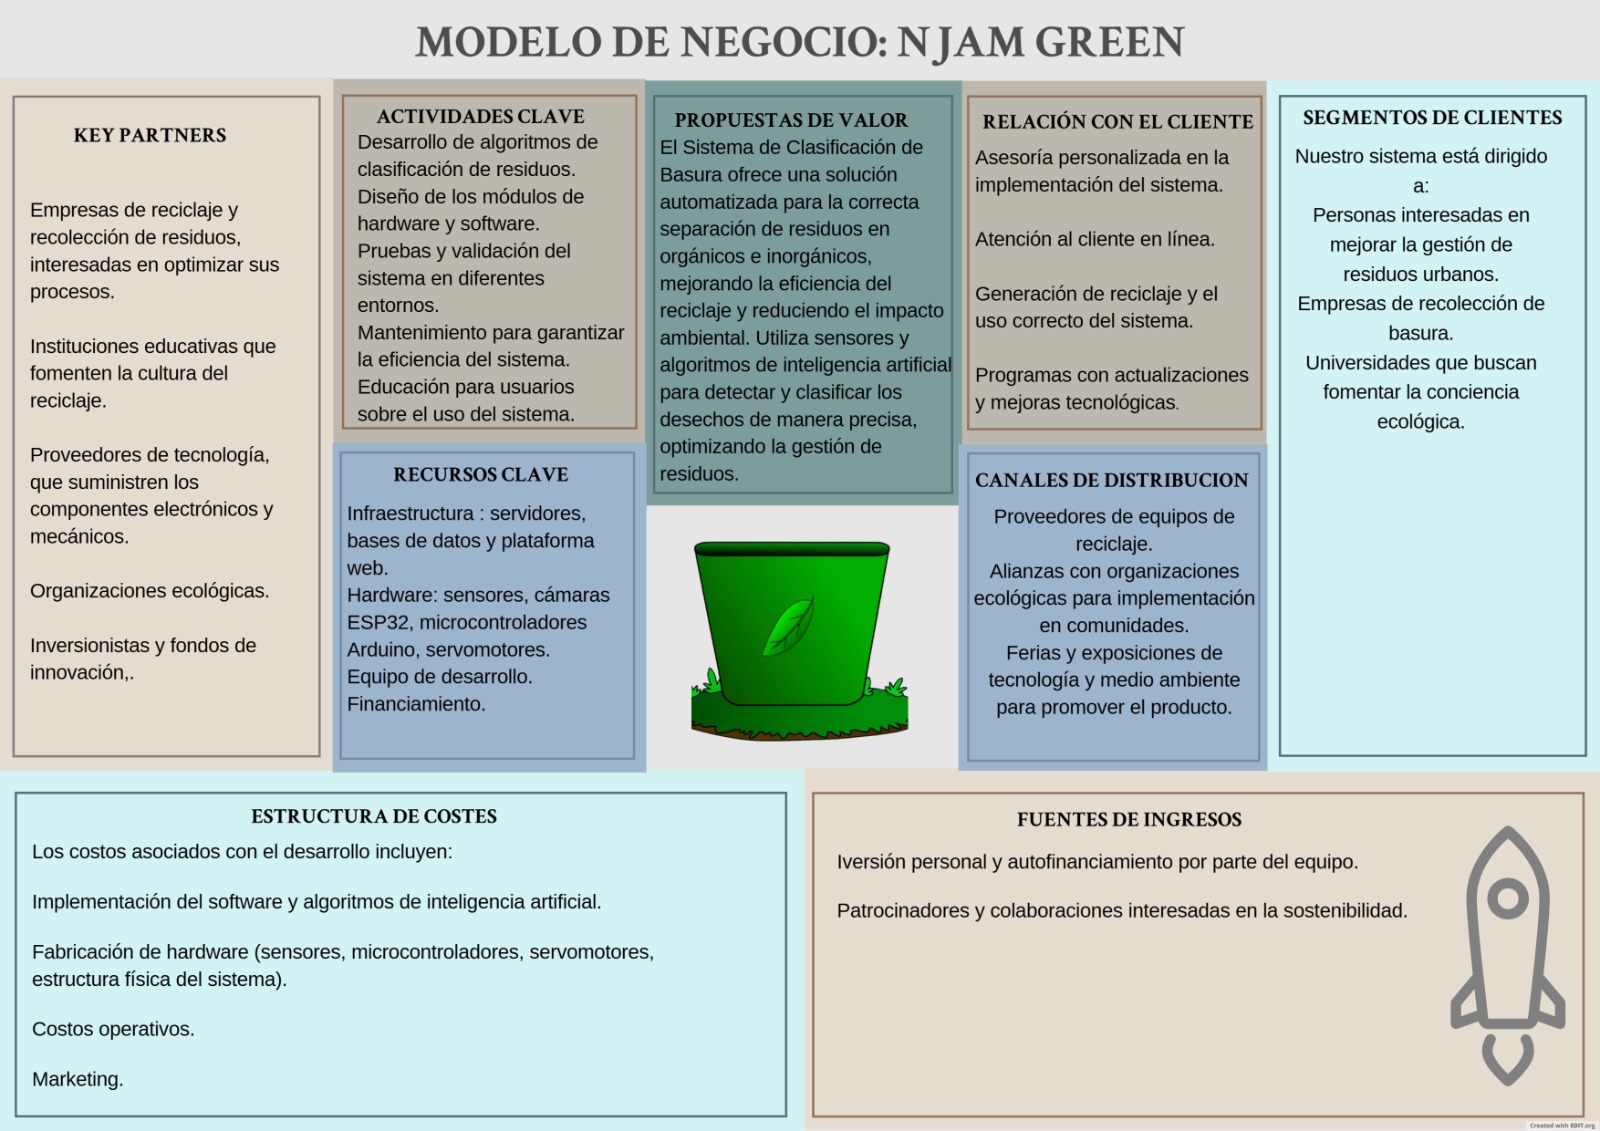 MODELO DE NEGOCIO: N JAM GREEN
KEY PARTNERS
Empresas de reciclaje y
recolección de residuos,
interesadas en optimizar sus
procesos.
Instituciones educativas que
fomenten la cultura del
reciclaje.
Proveedores de tecnología,
que suministren los
componentes electrónicos y
mecánicos.
Organizaciones ecológicas.
Inversionistas y fondos de
innovación,.
ACTIVIDADES CLAVE
Desarrollo de algoritmos de
clasificación de residuos.
Diseño de los módulos de
hardware y software.
Pruebas y validación del
sistema en diferentes
entornos.
Mantenimiento para garantizar
la eficiencia del sistema.
Educación para usuarios
sobre el uso del sistema.
RECURSOS CLAVE
Infraestructura : servidores,
bases de datos y plataforma
web.
Hardware: sensores, cámaras
ESP32, microcontroladores
Arduino, servomotores.
Equipo de desarrollo.
Financiamiento.
PROPUESTAS DE VALOR
El Sistema de Clasificación de
Basura ofrece una solución
automatizada para la correcta
separación de residuos en
orgánicos e inorgánicos,
mejorando la eficiencia del
reciclaje y reduciendo el impacto
ambiental. Utiliza sensores y
algoritmos de inteligencia artificial
para detectar y clasificar los
desechos de manera precisa,
optimizando la gestión de
residuos.
RELACIÓN CON EL CLIENTE
Asesoría personalizada en la
implementación del sistema.
Atención al cliente en línea.
Generación de reciclaje y el
uso correcto del sistema.
Programas con actualizaciones
y mejoras tecnológicas.
CANALES DE DISTRIBUCION
Proveedores de equipos de
reciclaje.
Alianzas con organizaciones
ecológicas para implementación
en comunidades.
Ferias y exposiciones de
tecnología y medio ambiente
para promover el producto.
SEGMENTOS DE CLIENTES
Nuestro sistema está dirigido
a:
Personas interesadas en
mejorar la gestión de
residuos urbanos.
Empresas de recolección de
basura.
Universidades que buscan
fomentar la conciencia
ecológica.
ESTRUCTURA DE COSTES
Los costos asociados con el desarrollo incluyen:
Implementación del software y algoritmos de inteligencia artificial.
Fabricación de hardware (sensores, microcontroladores, servomotores,
estructura física del sistema).
Costos operativos.
Marketing.
FUENTES DE INGRESOS
Iversión personal y autofinanciamiento por parte del equipo.
Patrocinadores y colaboraciones interesadas en la sostenibilidad.
Created with EDIT.org